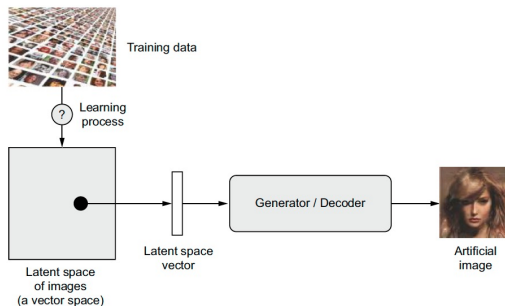 Training data
?
Learning
process
Generator / Decoder
Latent space
vector
Artificial
image
Latent space
of images
(a vector space)